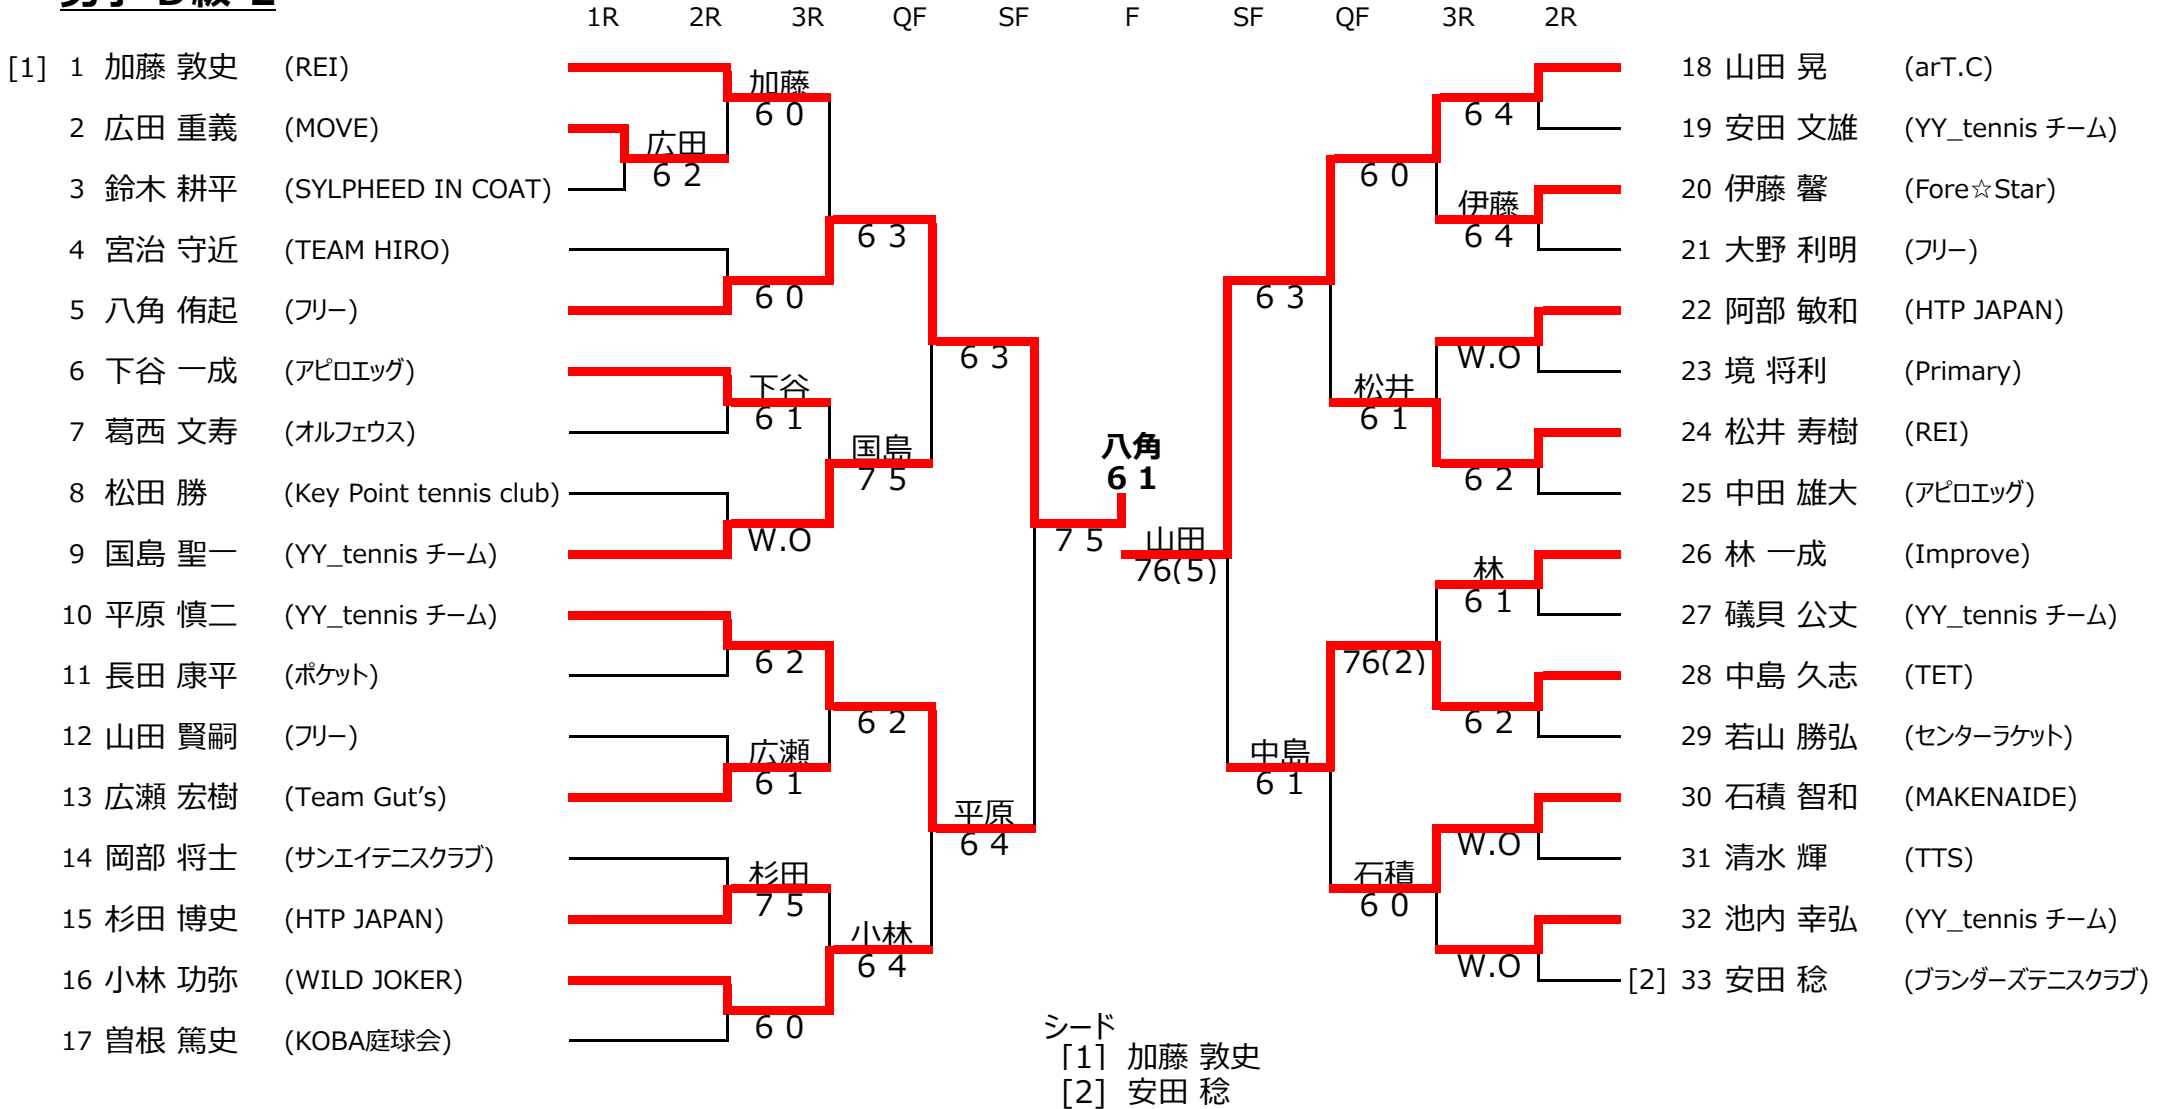 1R 2R 3R QF SF F SF QF 3R 2R
[1] 1 加藤 敦史 (REI)
2 広田 重義 (MOVE)
3 鈴木 耕平 (SYLPHEED IN COAT)
4 宮治 守近 (TEAM HIRO)
5 八角 侑起 (フリー)
6 下谷 一成 (アピロエッグ)
7 葛西 文寿 (オルフェウス)
8 松田 勝 (Key Point tennis club)
9 国島 聖一 (YY_tennis チーム)
10 平原 慎二 (YY_tennis チーム)
11 長田 康平 (ポケット)
12 山田 賢嗣 (フリー)
13 広瀬 宏樹 (Team Gut's)
14 岡部 将士 (サンエイテニスクラブ)
15 杉田 博史 (HTP JAPAN)
16 小林 功弥 (WILD JOKER)
17 曽根 篤史 (KOBA庭球会)
広田
6 2
加藤
6 0
6 0
下谷
6 1
W.O
6 2
広瀬
6 1
杉田
7 5
6 0
6 3
国島
7 5
6 2
小林
6 4
6 3
平原
6 4
7 5
八角
6 1
山田
76(5)
6 3
中島
6 1
6 0
松井
6 1
76(2)
石積
6 0
6 4
伊藤
6 4
W.O
6 2
林
6 1
6 2
W.O
W.O
18 山田 晃 (arT.C)
19 安田 文雄 (YY_tennis チーム)
20 伊藤 馨 (Fore☆Star)
21 大野 利明 (フリー)
22 阿部 敏和 (HTP JAPAN)
23 境 将利 (Primary)
24 松井 寿樹 (REI)
25 中田 雄大 (アピロエッグ)
26 林 一成 (Improve)
27 礒貝 公丈 (YY_tennis チーム)
28 中島 久志 (TET)
29 若山 勝弘 (センターラケット)
30 石積 智和 (MAKENAIDE)
31 清水 輝 (TTS)
32 池内 幸弘 (YY_tennis チーム)
[2] 33 安田 稔 (ブランダーズテニスクラブ)
シード
[1] 加藤 敦史
[2] 安田 稔